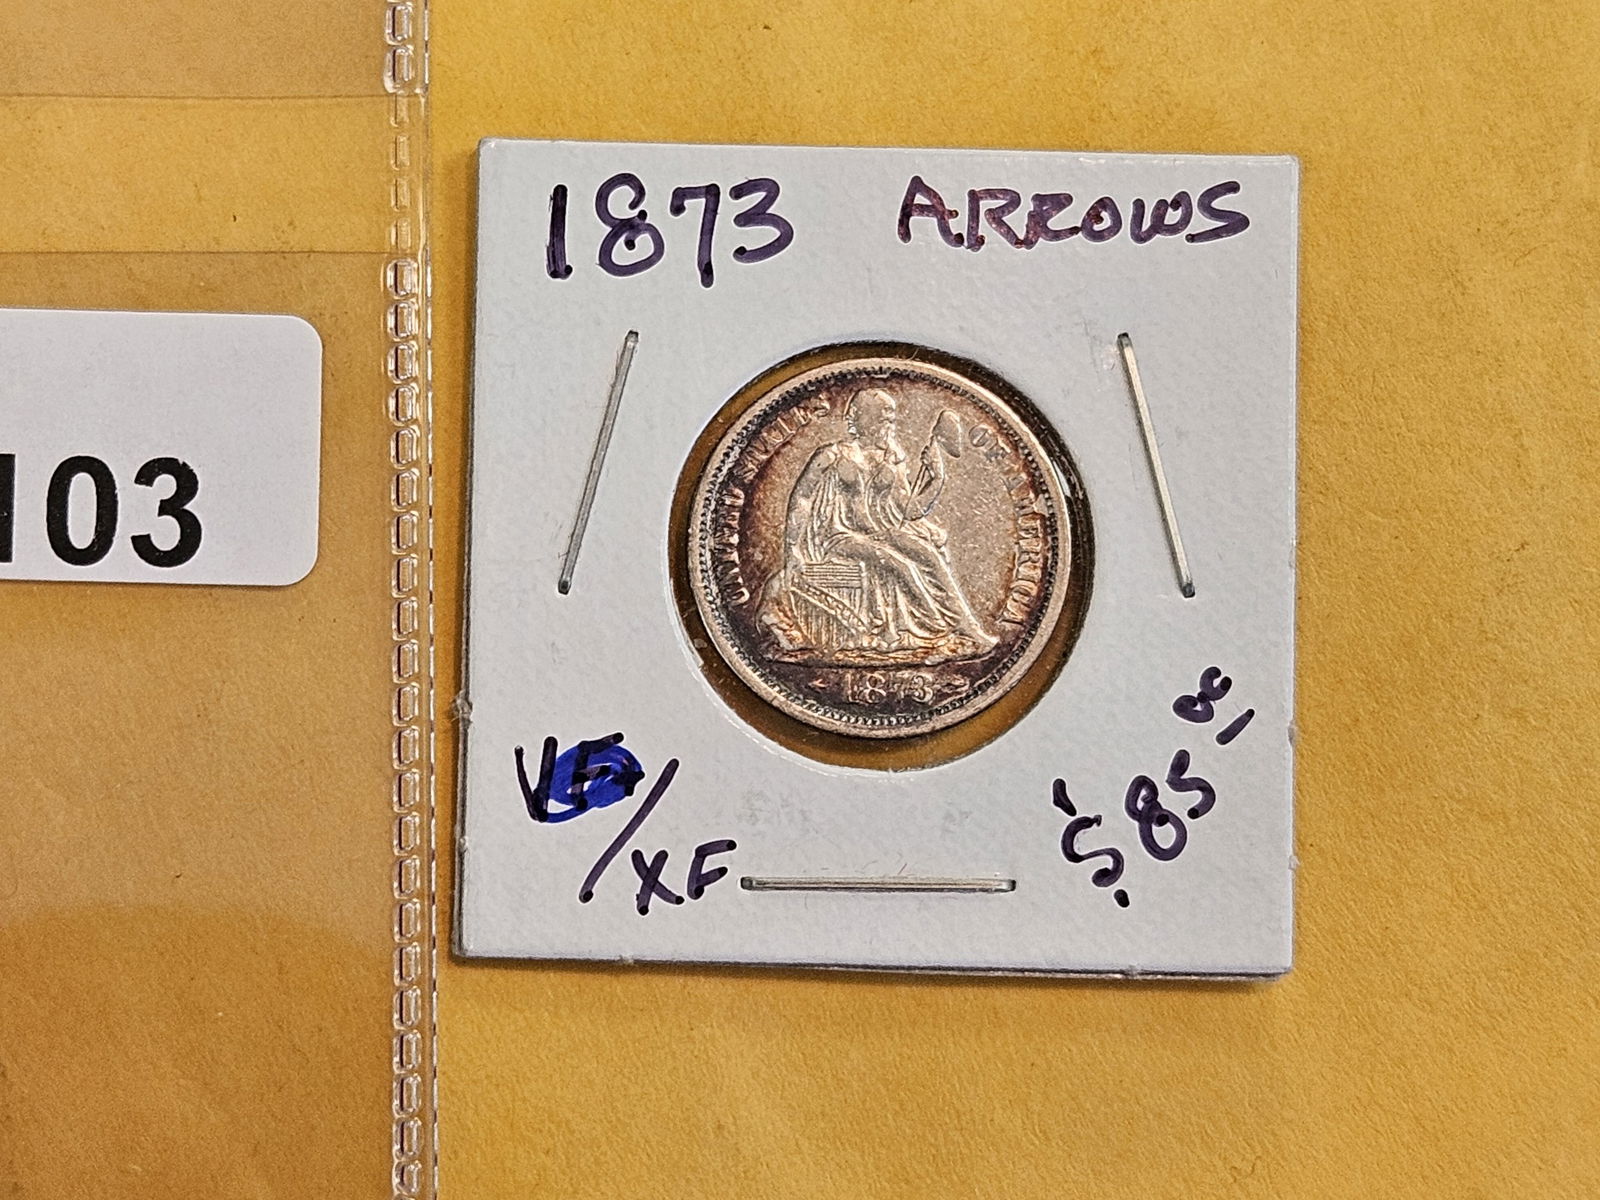 1873 ARROWS
103
UNITED STATES OF AMERICA
1873
VF+/XF
$85.00